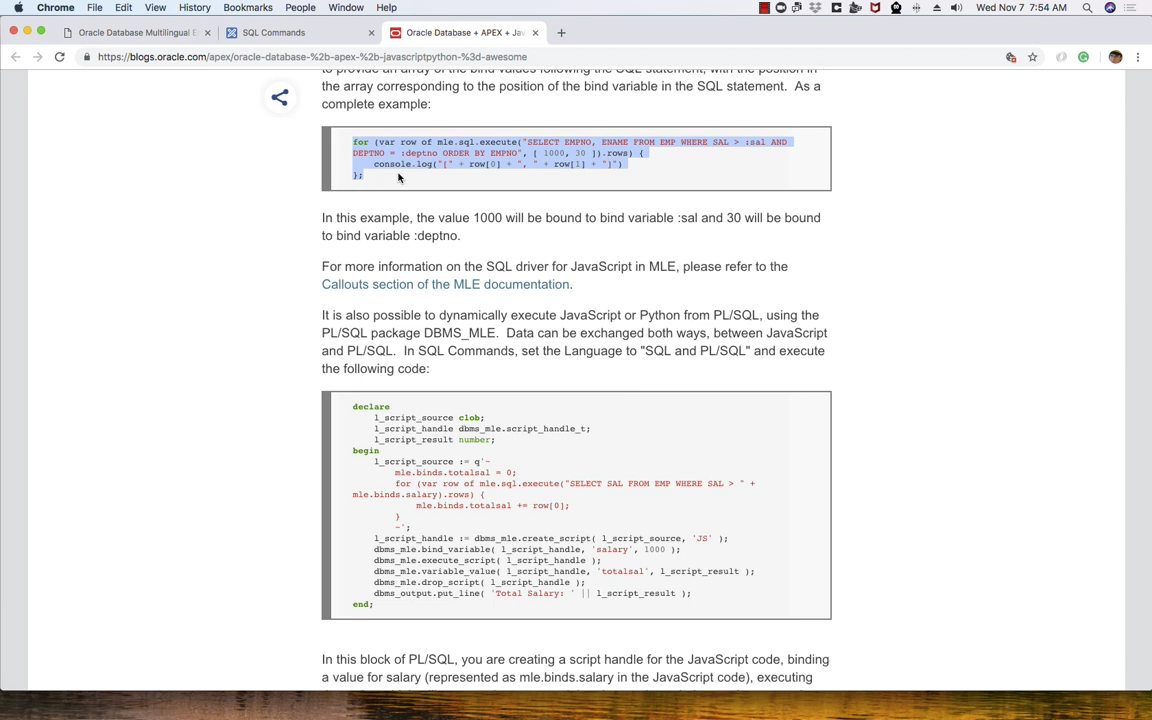 Chrome File Edit View History Bookmarks People Window Help Wed Nov 7 7:54 AM
Oracle Database Multilingual E SQL Commands Oracle Database + APEX + Jav
https://blogs.oracle.com/apex/oracle-database-%2b-apex-%2b-javascriptpython-%3d-awesome
to provide an array of the bind values following the SQL statement, with the position in
the array corresponding to the position of the bind variable in the SQL statement. As a
complete example:
for (var row of mle.sql.execute("SELECT EMPNO, ENAME FROM EMP WHERE SAL > :sal AND
DEPTNO = :deptno ORDER BY EMPNO", [ 1000, 30 ]).rows) {
console.log("[" + row[0] + ", " + row[1] + "]")
};
In this example, the value 1000 will be bound to bind variable :sal and 30 will be bound
to bind variable :deptno.
For more information on the SQL driver for JavaScript in MLE, please refer to the
Callouts section of the MLE documentation.
It is also possible to dynamically execute JavaScript or Python from PL/SQL, using the
PL/SQL package DBMS_MLE. Data can be exchanged both ways, between JavaScript
and PL/SQL. In SQL Commands, set the Language to "SQL and PL/SQL" and execute
the following code:
declare
l_script_source clob;
l_script_handle dbms_mle.script_handle_t;
l_script_result number;
begin
l_script_source := q'~
mle.binds.totalsal = 0;
for (var row of mle.sql.execute("SELECT SAL FROM EMP WHERE SAL > " +
mle.binds.salary).rows) {
mle.binds.totalsal += row[0];
}
~';
l_script_handle := dbms_mle.create_script( l_script_source, 'JS' );
dbms_mle.bind_variable( l_script_handle, 'salary', 1000 );
dbms_mle.execute_script( l_script_handle );
dbms_mle.variable_value( l_script_handle, 'totalsal', l_script_result );
dbms_mle.drop_script( l_script_handle );
dbms_output.put_line( 'Total Salary: ' || l_script_result );
end;
In this block of PL/SQL, you are creating a script handle for the JavaScript code, binding
a value for salary (represented as mle.binds.salary in the JavaScript code), executing